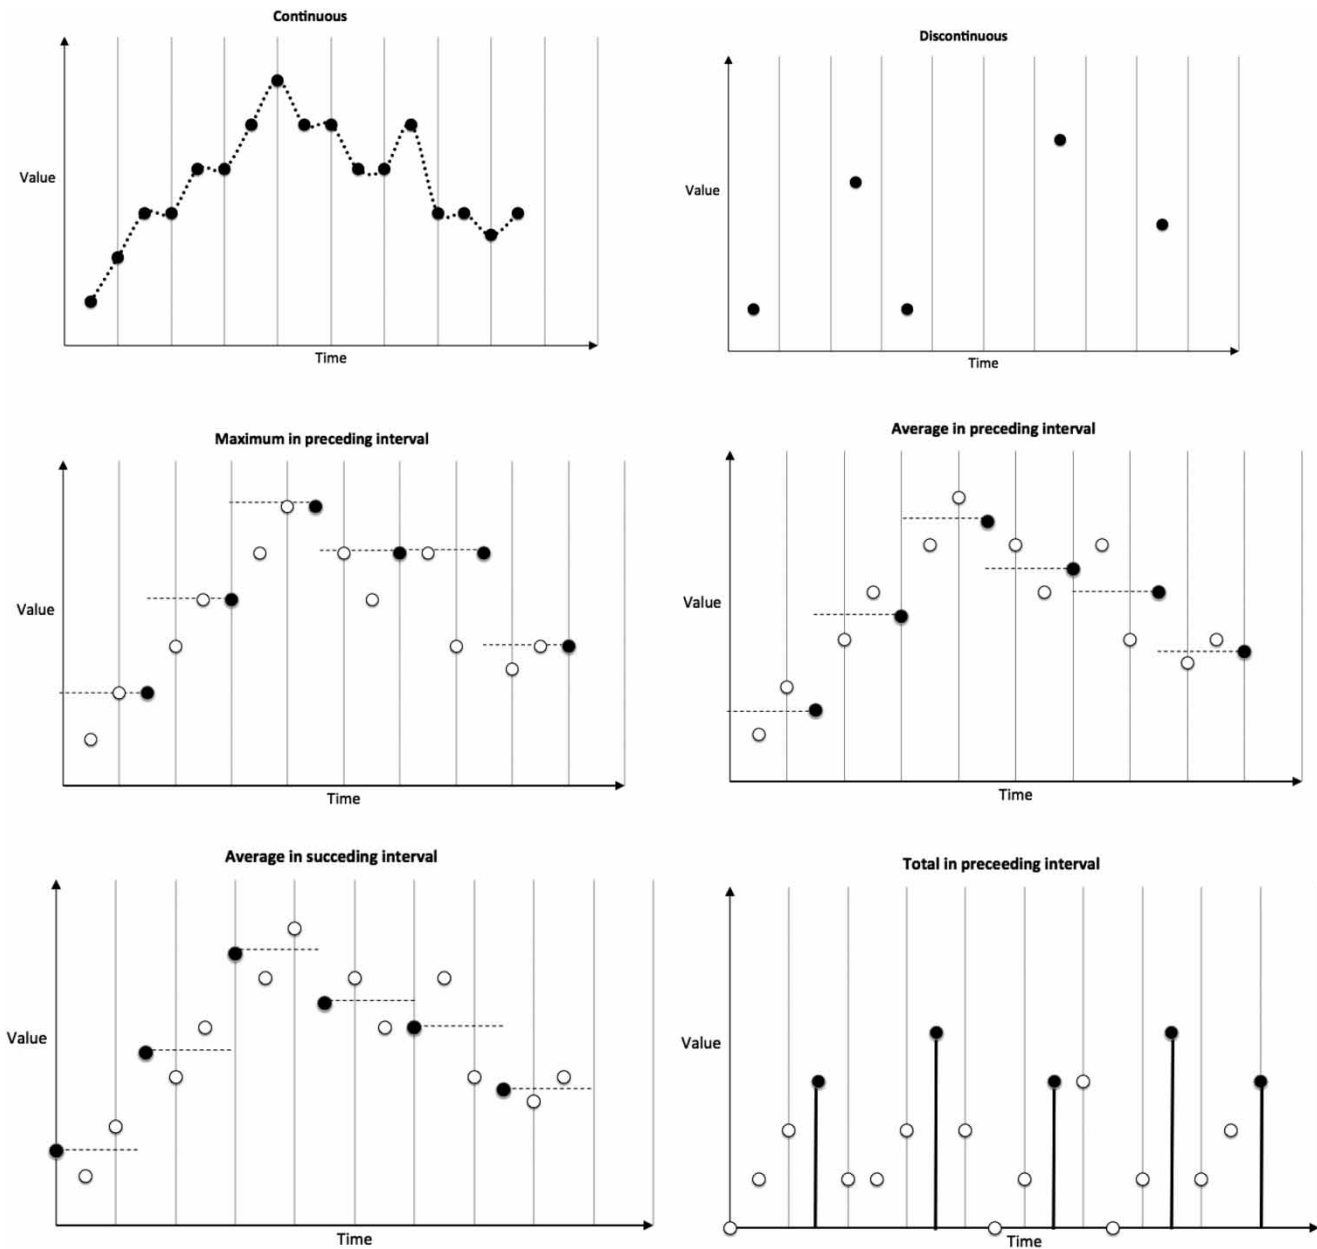 Continuous
Value
Time
Discontinuous
Value
Time
Maximum in preceding interval
Value
Time
Average in preceding interval
Value
Time
Average in succeding interval
Value
Time
Total in preceeding interval
Value
Time